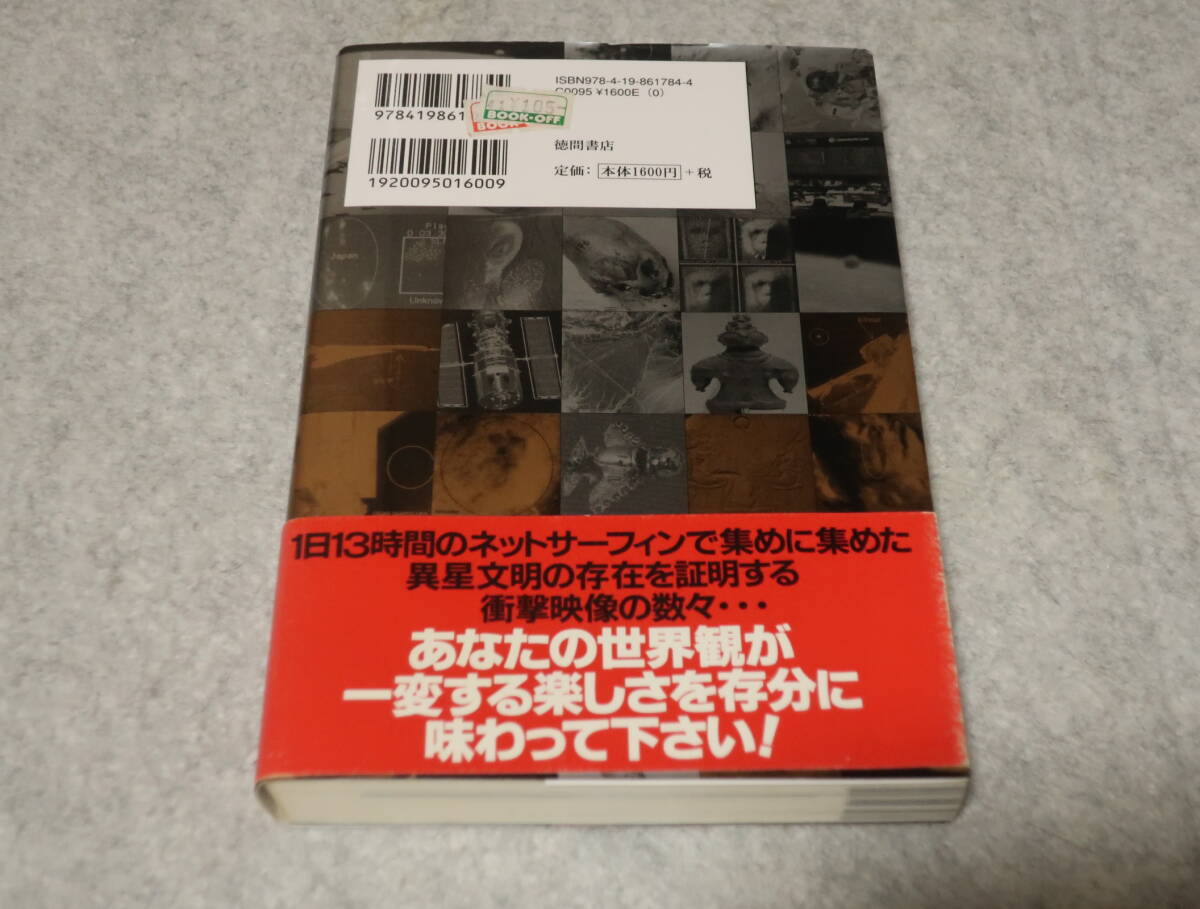 ISBN978-4-19-861784-4
C0095 ¥1600E (0)
¥105-
BOOK-OFF
BOOK
978419861
徳間書店
定価：本体1600円＋税
1920095016009
Japan
1日13時間のネットサーフィンで集めに集めた
異星文明の存在を証明する
衝撃映像の数々・・・
あなたの世界観が
一変する楽しさを存分に
味わって下さい！